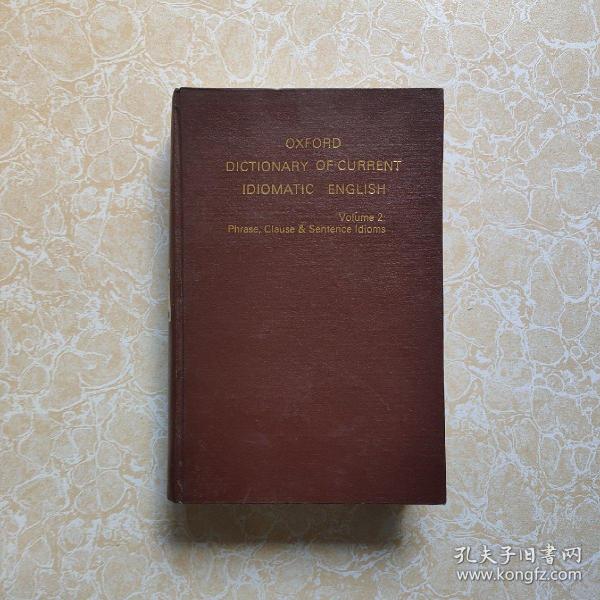 OXFORD
DICTIONARY OF CURRENT
IDIOMATIC ENGLISH
Volume 2:
Phrase, Clause & Sentence Idioms
孔夫子旧书网
www.kongfz.com